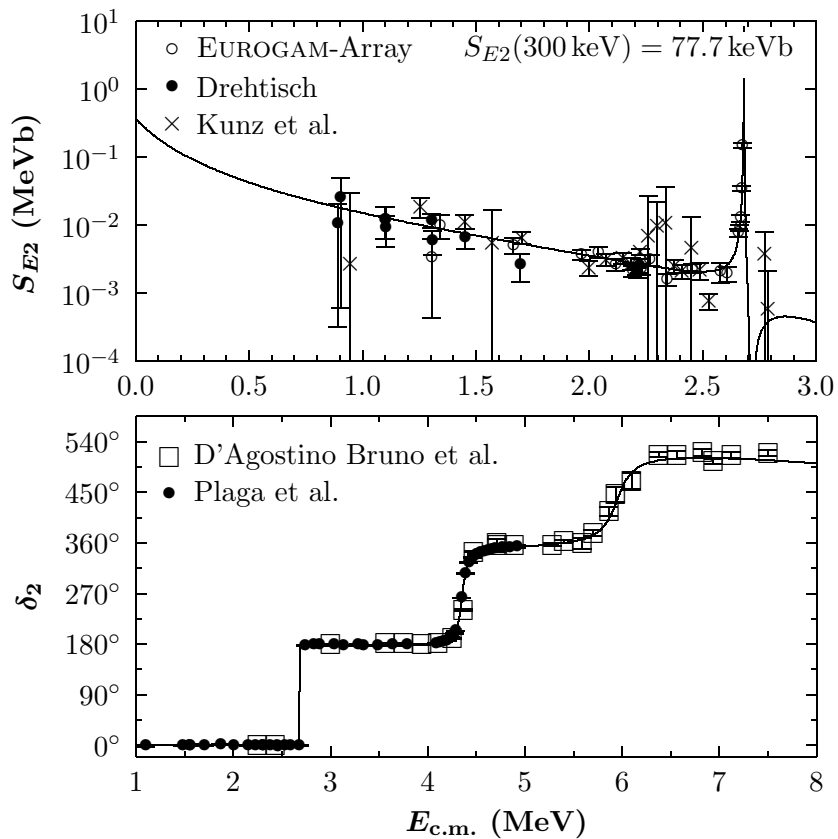 10^1
10^0
10^-1
10^-2
10^-3
10^-4
S_E2 (MeVb)
EUROGAM-Array
S_E2(300 keV) = 77.7 keVb
Drehtisch
Kunz et al.
0.0 0.5 1.0 1.5 2.0 2.5 3.0
540°
450°
360°
270°
180°
90°
0°
δ_2
D'Agostino Bruno et al.
Plaga et al.
1 2 3 4 5 6 7 8
E_c.m. (MeV)